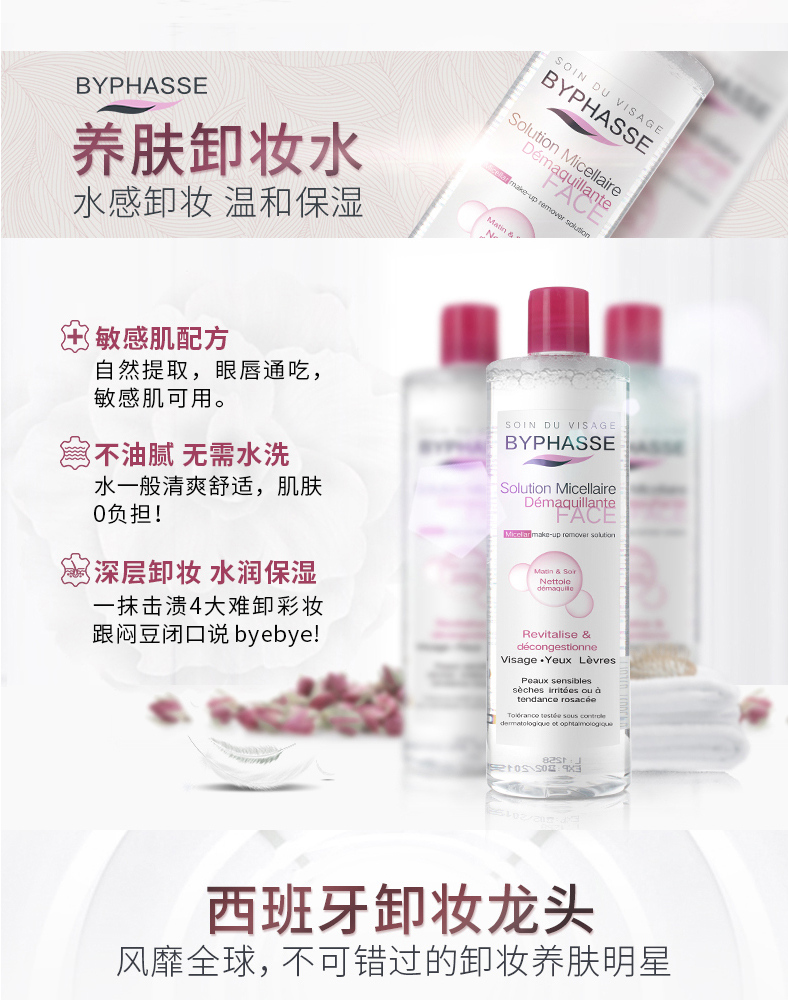 BYPHASSE
养肤卸妆水
水感卸妆 温和保湿
SOIN DU VISAGE
BYPHASSE
Solution Micellaire
Démaquillante
FACE
make-up remover solution
Matin &
敏感肌配方
自然提取，眼唇通吃，
敏感肌可用。
不油腻 无需水洗
水一般清爽舒适，肌肤
0负担！
深层卸妆 水润保湿
一抹击溃4大难卸彩妆
跟闷豆闭口说 byebye!
SOIN DU VISAGE
BYPHASSE
Solution Micellaire
Démaquillante
FACE
Micellar make-up remover solution
Matin & Soir
Nettoie
démaquille
Revitalise &
décongestionne
Visage • Yeux Lèvres
Peaux sensibles
sèches irritées ou à
tendance rosacée
Tolérance testée sous controle
dermatologique et ophtalmologique
西班牙卸妆龙头
风靡全球，不可错过的卸妆养肤明星